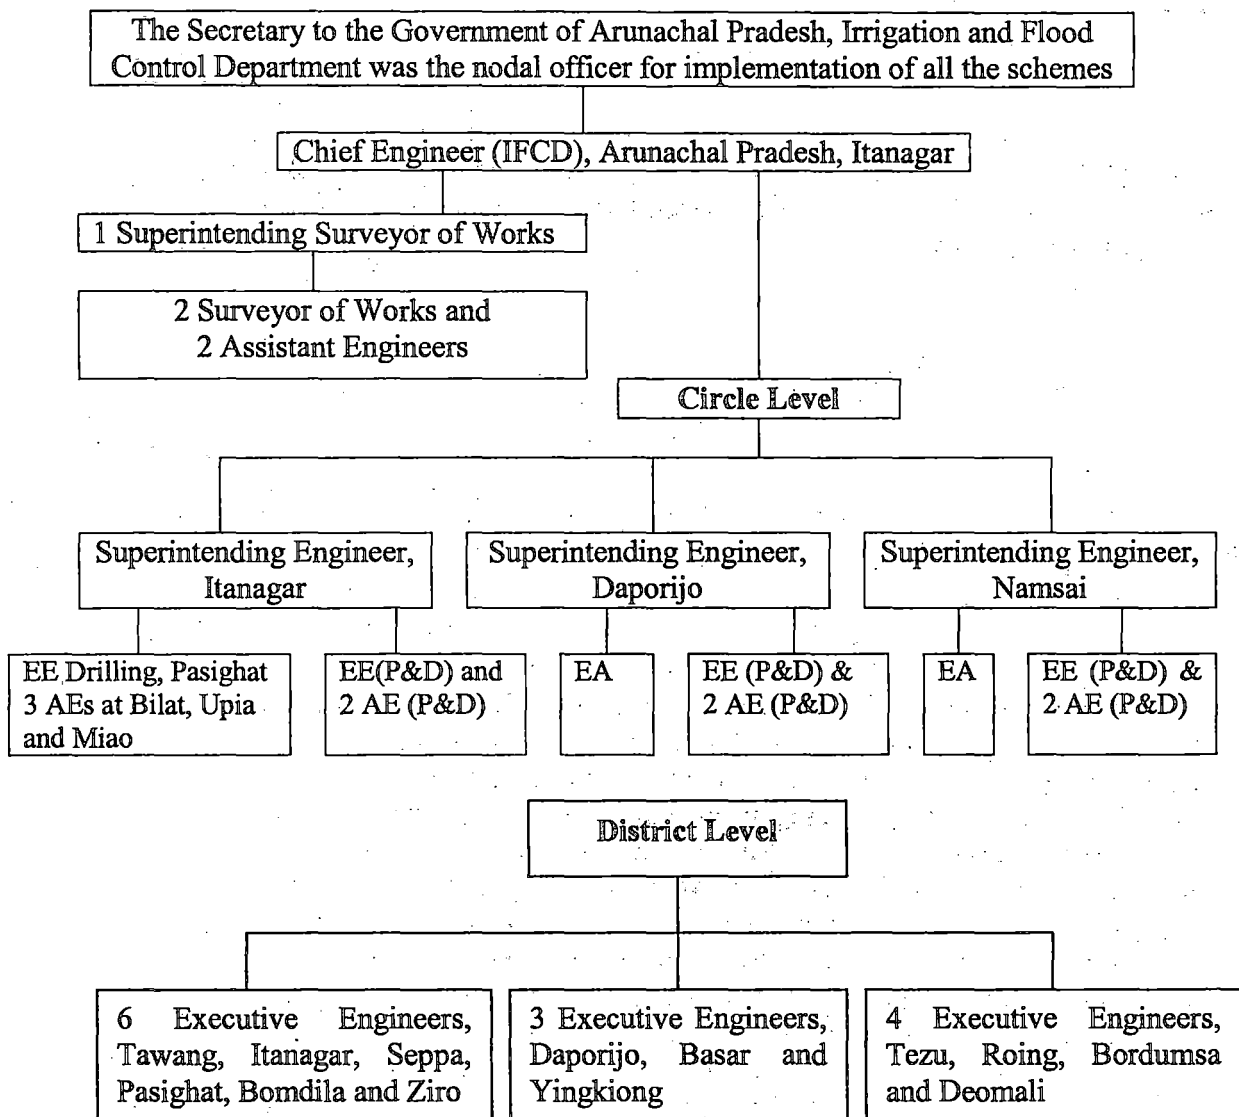 The Secretary to the Government of Arunachal Pradesh, Irrigation and Flood
Control Department was the nodal officer for implementation of all the schemes
Chief Engineer (IFCD), Arunachal Pradesh, Itanagar
1 Superintending Surveyor of Works
2 Surveyor of Works and
2 Assistant Engineers
Circle Level
Superintending Engineer,
Itanagar
Superintending Engineer,
Daporijo
Superintending Engineer,
Namsai
EE Drilling, Pasighat
3 AEs at Bilat, Upia
and Miao
EE(P&D) and
2 AE (P&D)
EA
EE (P&D) &
2 AE (P&D)
EA
EE (P&D) &
2 AE (P&D)
District Level
6 Executive Engineers,
Tawang, Itanagar, Seppa,
Pasighat, Bomdila and Ziro
3 Executive Engineers,
Daporijo, Basar and
Yingkiong
4 Executive Engineers,
Tezu, Roing, Bordumsa
and Deomali